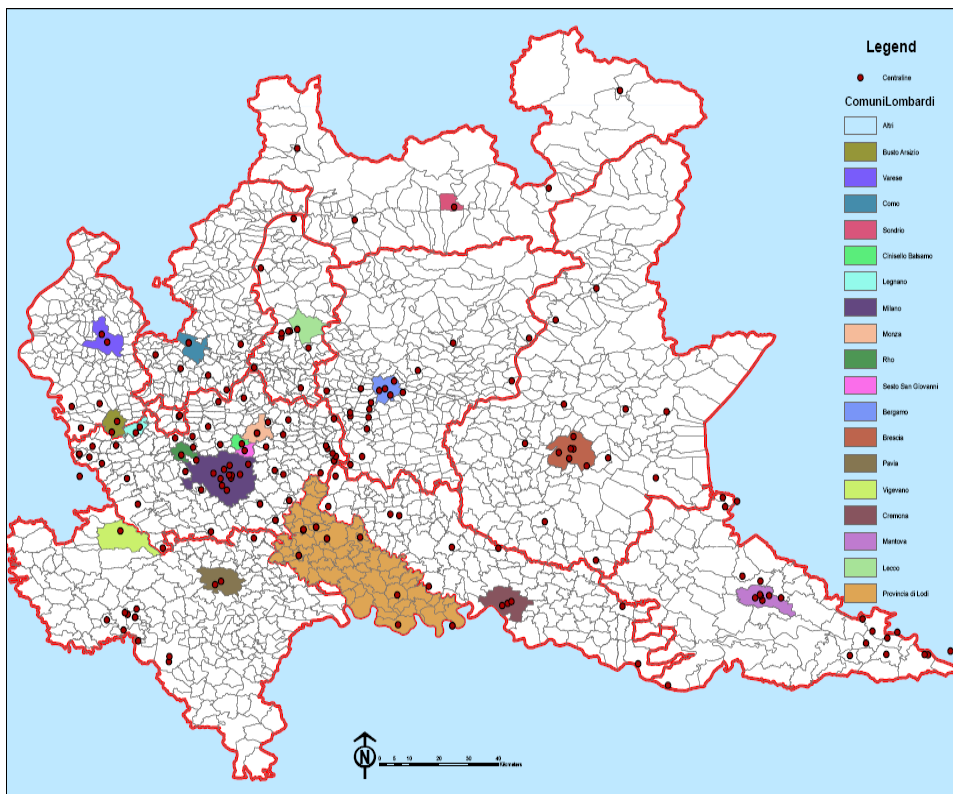 Legend
Centraline
ComuniLombardi
Altri
Busto Arsizio
Varese
Como
Sondrio
Cinisello Balsamo
Legnano
Milano
Monza
Rho
Sesto San Giovanni
Bergamo
Brescia
Pavia
Vigevano
Cremona
Mantova
Lecco
Provincia di Lodi
N
0 5 10 20 30 40
Kilometers